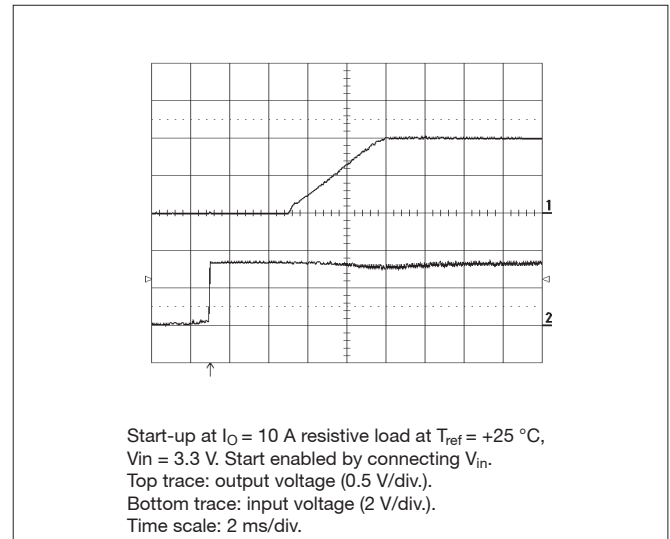 1
2
Start-up at I_O = 10 A resistive load at T_ref = +25 °C,
Vin = 3.3 V. Start enabled by connecting V_in.
Top trace: output voltage (0.5 V/div.).
Bottom trace: input voltage (2 V/div.).
Time scale: 2 ms/div.